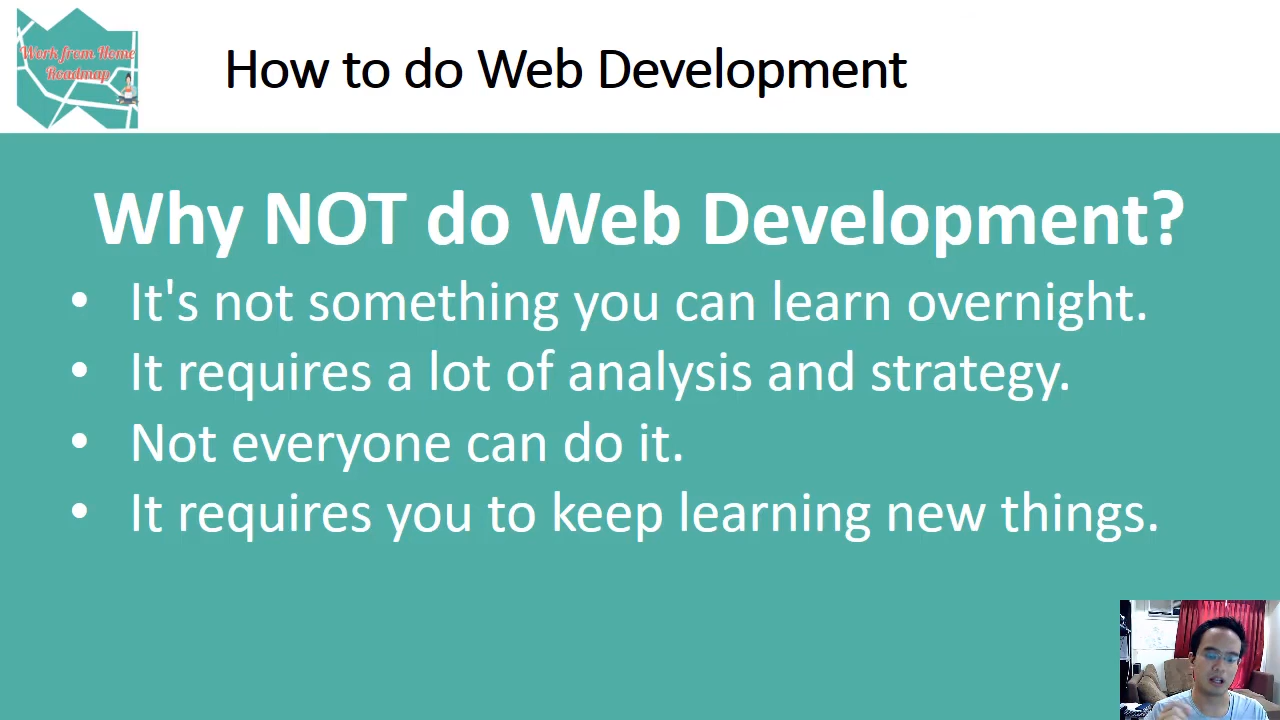 Work from Home
Roadmap
How to do Web Development
Why NOT do Web Development?
• It's not something you can learn overnight.
• It requires a lot of analysis and strategy.
• Not everyone can do it.
• It requires you to keep learning new things.